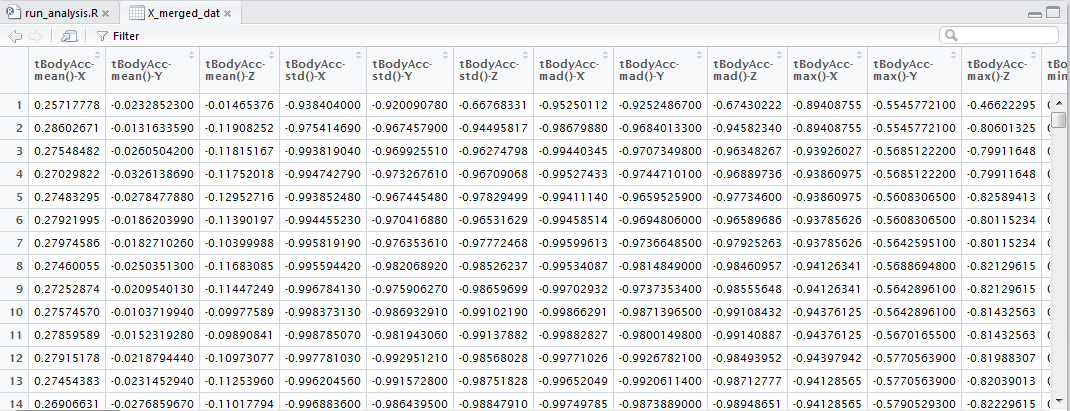 run_analysis.R × X_merged_dat ×
Filter
tBodyAcc- tBodyAcc- tBodyAcc- tBodyAcc- tBodyAcc- tBodyAcc- tBodyAcc- tBodyAcc- tBodyAcc- tBodyAcc- tBodyAcc- tBodyAcc-
mean()-X mean()-Y mean()-Z std()-X std()-Y std()-Z mad()-X mad()-Y mad()-Z max()-X max()-Y max()-Z min
1 0.25717778 -0.0232852300 -0.01465376 -0.938404000 -0.920090780 -0.66768331 -0.95250112 -0.9252486700 -0.67430222 -0.89408755 -0.5545772100 -0.46622295
2 0.28602671 -0.0131633590 -0.11908252 -0.975414690 -0.967457900 -0.94495817 -0.98679880 -0.9684013300 -0.94582340 -0.89408755 -0.5545772100 -0.80601325
3 0.27548482 -0.0260504200 -0.11815167 -0.993819040 -0.969925510 -0.96274798 -0.99440345 -0.9707349800 -0.96348267 -0.93926027 -0.5685122200 -0.79911648
4 0.27029822 -0.0326138690 -0.11752018 -0.994742790 -0.973267610 -0.96709068 -0.99527433 -0.9744710100 -0.96889736 -0.93860975 -0.5685122200 -0.79911648
5 0.27483295 -0.0278477880 -0.12952716 -0.993852480 -0.967445480 -0.97829499 -0.99411140 -0.9659525900 -0.97734600 -0.93860975 -0.5608306500 -0.82589413
6 0.27921995 -0.0186203990 -0.11390197 -0.994455230 -0.970416880 -0.96531629 -0.99458514 -0.9694806000 -0.96589686 -0.93785626 -0.5608306500 -0.80115234
7 0.27974586 -0.0182710260 -0.10399988 -0.995819190 -0.976353610 -0.97772468 -0.99599613 -0.9736648500 -0.97925263 -0.93785626 -0.5642595100 -0.80115234
8 0.27460055 -0.0250351300 -0.11683085 -0.995594420 -0.982068920 -0.98526237 -0.99534087 -0.9814849000 -0.98460957 -0.94126341 -0.5688694800 -0.82129615
9 0.27252874 -0.0209540130 -0.11447249 -0.996784130 -0.975906270 -0.98659699 -0.99702932 -0.9737353400 -0.98555648 -0.94126341 -0.5642896100 -0.82129615
10 0.27574570 -0.0103719940 -0.09977589 -0.998373130 -0.986932910 -0.99102190 -0.99866291 -0.9871396500 -0.99108432 -0.94376125 -0.5642896100 -0.81432563
11 0.27859589 -0.0152319280 -0.09890841 -0.998785070 -0.981943060 -0.99137882 -0.99882827 -0.9800149800 -0.99140887 -0.94376125 -0.5670165500 -0.81432563
12 0.27915178 -0.0218794440 -0.10973077 -0.997781030 -0.992951210 -0.98568028 -0.99771026 -0.9926782100 -0.98493952 -0.94397942 -0.5770563900 -0.81988307
13 0.27454383 -0.0231452940 -0.11253960 -0.996204560 -0.991572800 -0.98751828 -0.99652049 -0.9920611400 -0.98712777 -0.94128565 -0.5770563900 -0.82039013
14 0.26906631 -0.0276859670 -0.11017794 -0.996883600 -0.986439500 -0.98847910 -0.99749785 -0.9873889000 -0.98948651 -0.94128565 -0.5790529300 -0.82229615